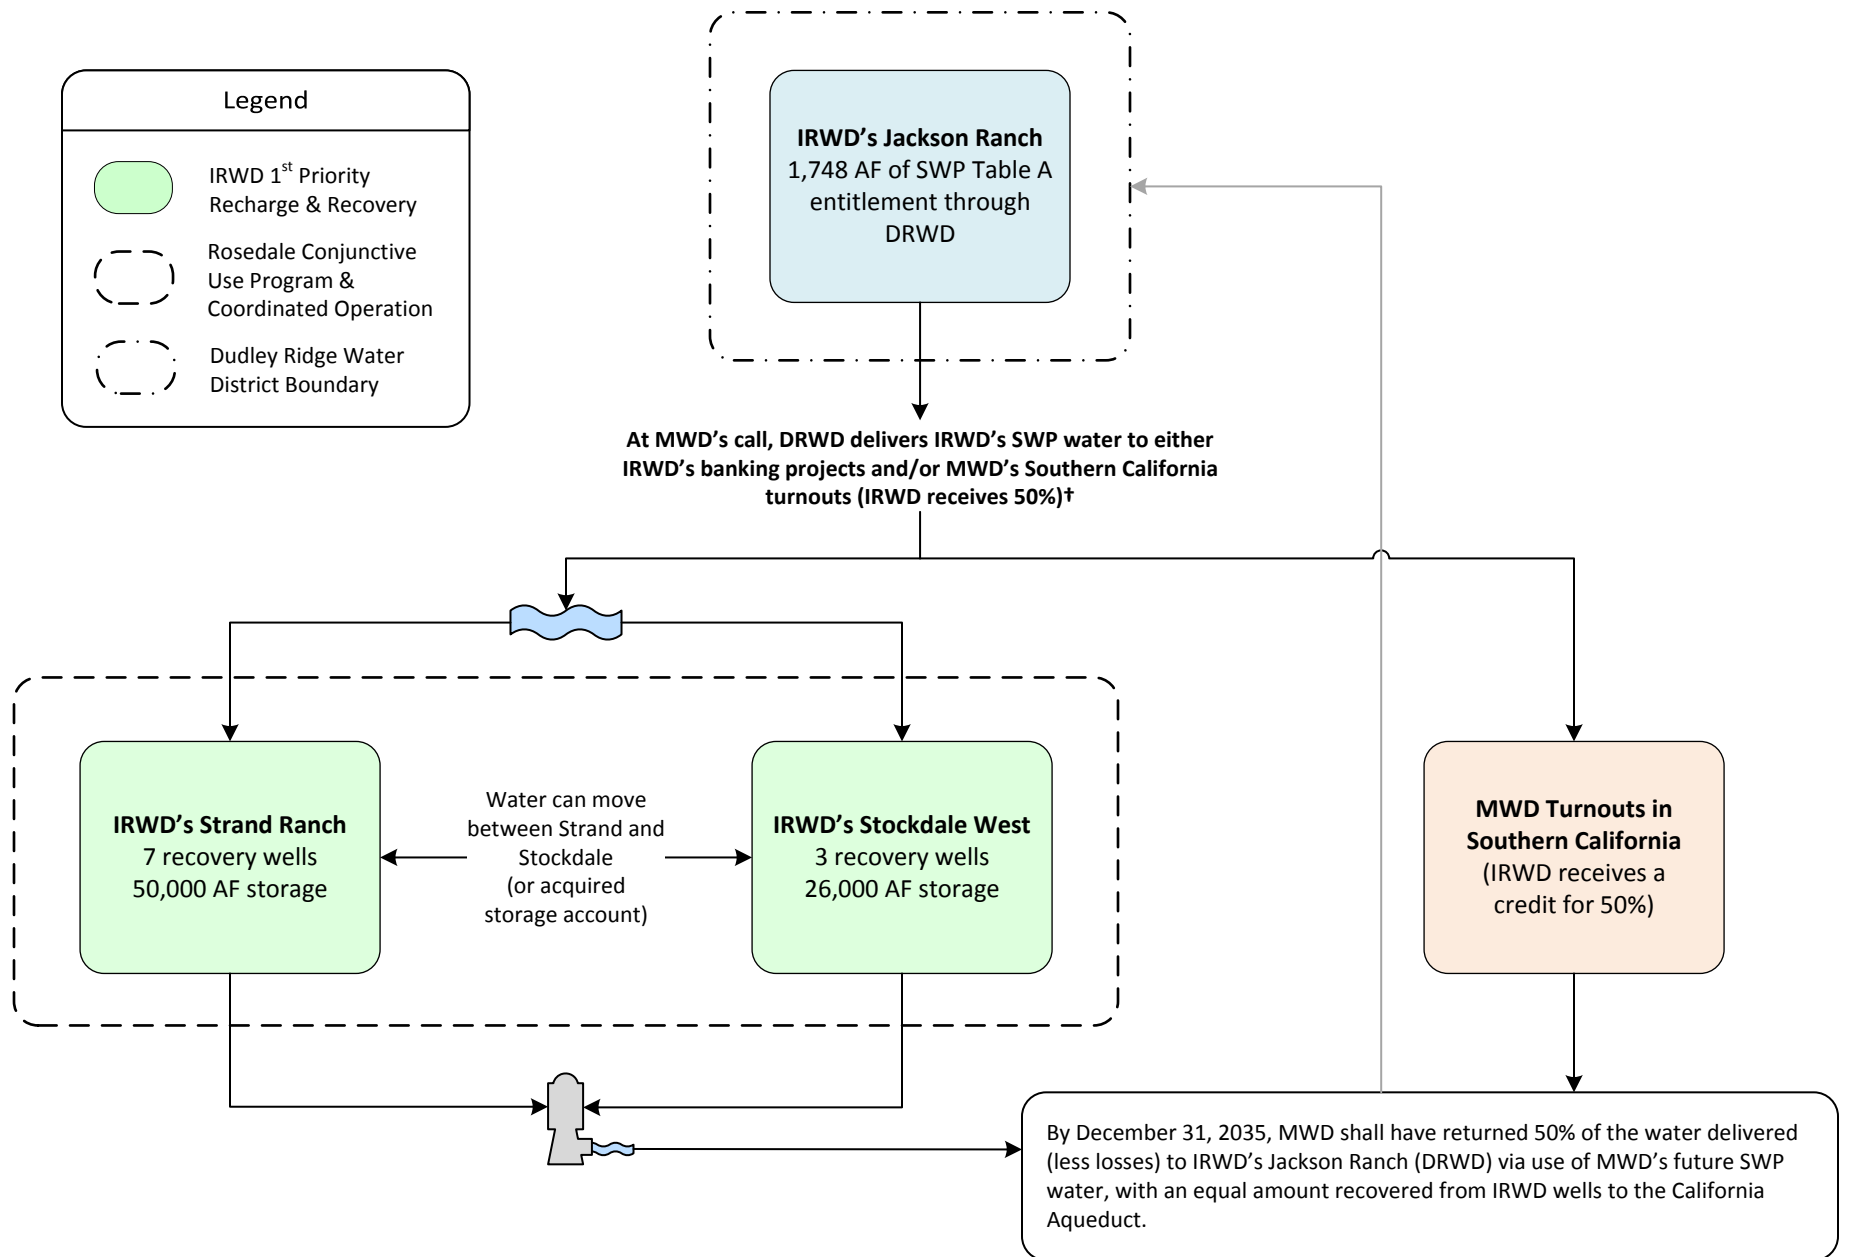 Legend
IRWD 1st Priority
Recharge & Recovery
Rosedale Conjunctive
Use Program &
Coordinated Operation
Dudley Ridge Water
District Boundary
IRWD’s Jackson Ranch
1,748 AF of SWP Table A
entitlement through
DRWD
At MWD’s call, DRWD delivers IRWD’s SWP water to either
IRWD’s banking projects and/or MWD’s Southern California
turnouts (IRWD receives 50%)†
IRWD’s Strand Ranch
7 recovery wells
50,000 AF storage
Water can move
between Strand and
Stockdale
(or acquired
storage account)
IRWD’s Stockdale West
3 recovery wells
26,000 AF storage
MWD Turnouts in
Southern California
(IRWD receives a
credit for 50%)
By December 31, 2035, MWD shall have returned 50% of the water delivered
(less losses) to IRWD’s Jackson Ranch (DRWD) via use of MWD’s future SWP
water, with an equal amount recovered from IRWD wells to the California
Aqueduct.